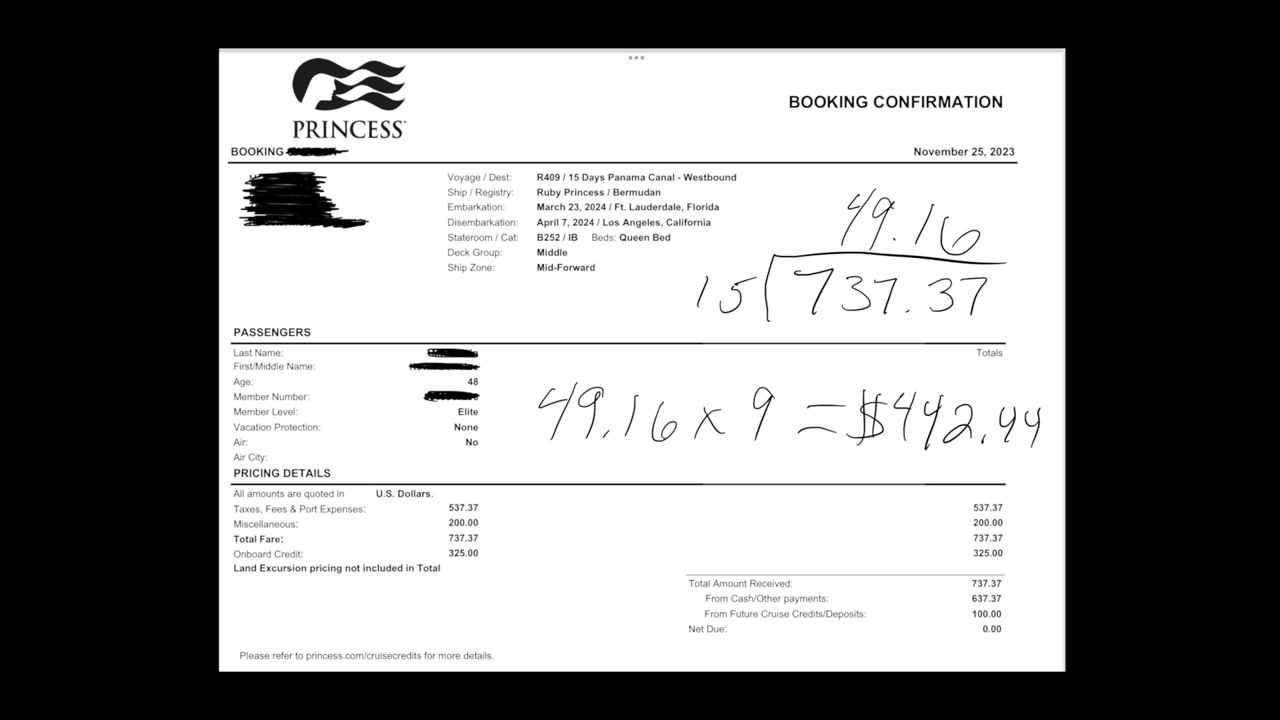 PRINCESS
BOOKING CONFIRMATION
BOOKING
November 25, 2023
Voyage / Dest: R409 / 15 Days Panama Canal - Westbound
Ship / Registry: Ruby Princess / Bermudan
Embarkation: March 23, 2024 / Ft. Lauderdale, Florida
Disembarkation: April 7, 2024 / Los Angeles, California
Stateroom / Cat: B252 / IB Beds: Queen Bed
Deck Group: Middle
Ship Zone: Mid-Forward
49.16
15 737.37
PASSENGERS
Last Name:
Totals
First/Middle Name:
Age: 48
Member Number:
Member Level: Elite
Vacation Protection: None
Air: No
Air City:
49.16 x 9 = $442.44
PRICING DETAILS
All amounts are quoted in U.S. Dollars.
Taxes, Fees & Port Expenses: 537.37 537.37
Miscellaneous: 200.00 200.00
Total Fare: 737.37 737.37
Onboard Credit: 325.00 325.00
Land Excursion pricing not included in Total
Total Amount Received: 737.37
From Cash/Other payments: 637.37
From Future Cruise Credits/Deposits: 100.00
Net Due: 0.00
Please refer to princess.com/cruisecredits for more details.